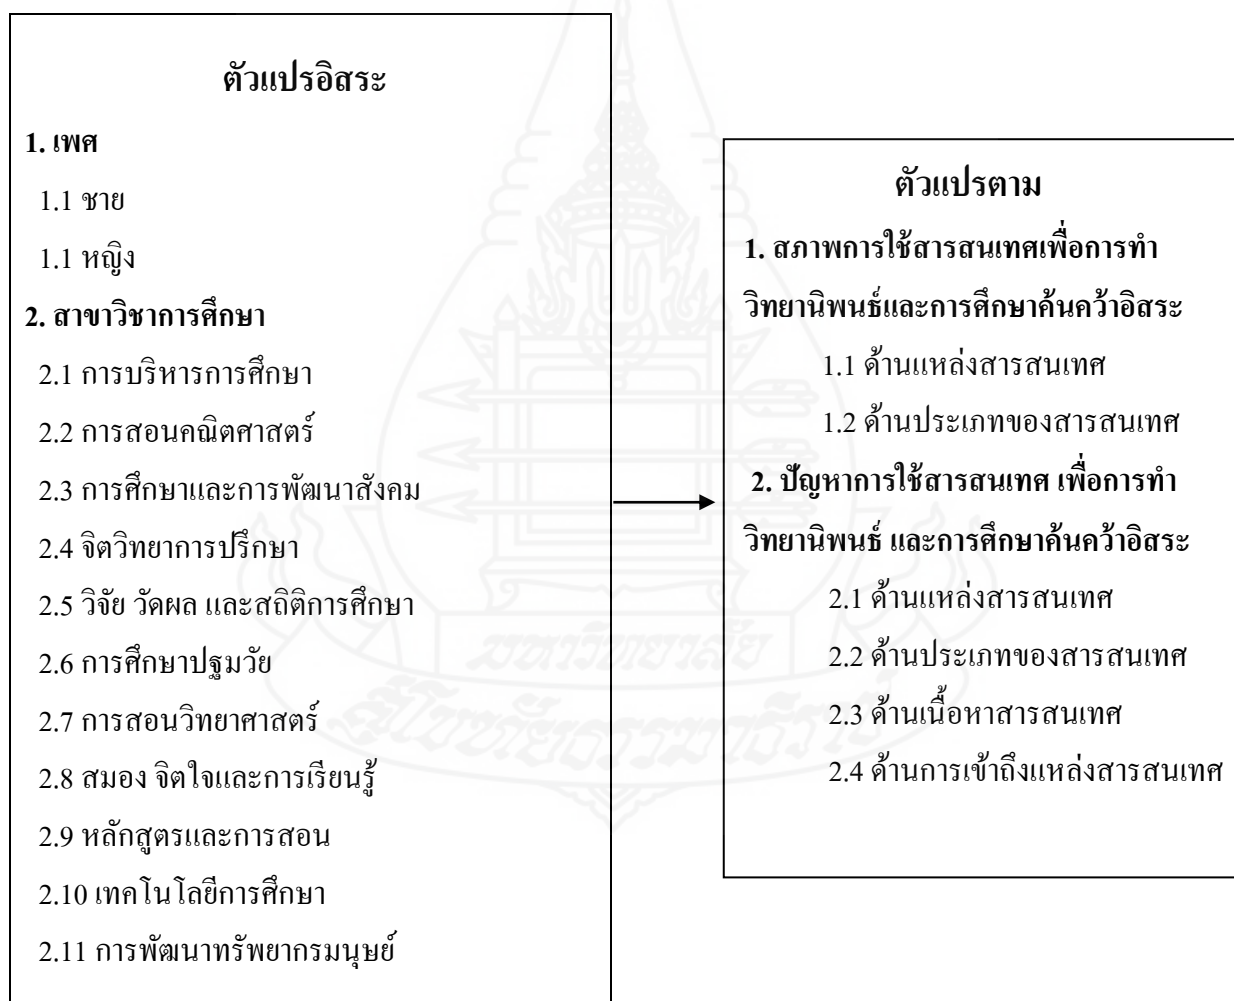 ตัวแปรอิสระ
1. เพศ
1.1 ชาย
1.1 หญิง
2. สาขาวิชาการศึกษา
2.1 การบริหารการศึกษา
2.2 การสอนคณิตศาสตร์
2.3 การศึกษาและการพัฒนาสังคม
2.4 จิตวิทยาการปรึกษา
2.5 วิจัย วัดผล และสถิติการศึกษา
2.6 การศึกษาปฐมวัย
2.7 การสอนวิทยาศาสตร์
2.8 สมอง จิตใจและการเรียนรู้
2.9 หลักสูตรและการสอน
2.10 เทคโนโลยีการศึกษา
2.11 การพัฒนาทรัพยากรมนุษย์
ตัวแปรตาม
1. สภาพการใช้สารสนเทศเพื่อการทำ
วิทยานิพนธ์และการศึกษาค้นคว้าอิสระ
1.1 ด้านแหล่งสารสนเทศ
1.2 ด้านประเภทของสารสนเทศ
2. ปัญหาการใช้สารสนเทศ เพื่อการทำ
วิทยานิพนธ์ และการศึกษาค้นคว้าอิสระ
2.1 ด้านแหล่งสารสนเทศ
2.2 ด้านประเภทของสารสนเทศ
2.3 ด้านเนื้อหาสารสนเทศ
2.4 ด้านการเข้าถึงแหล่งสารสนเทศ
มหาวิทยาลัย
สุโขทัยธรรมาธิราช